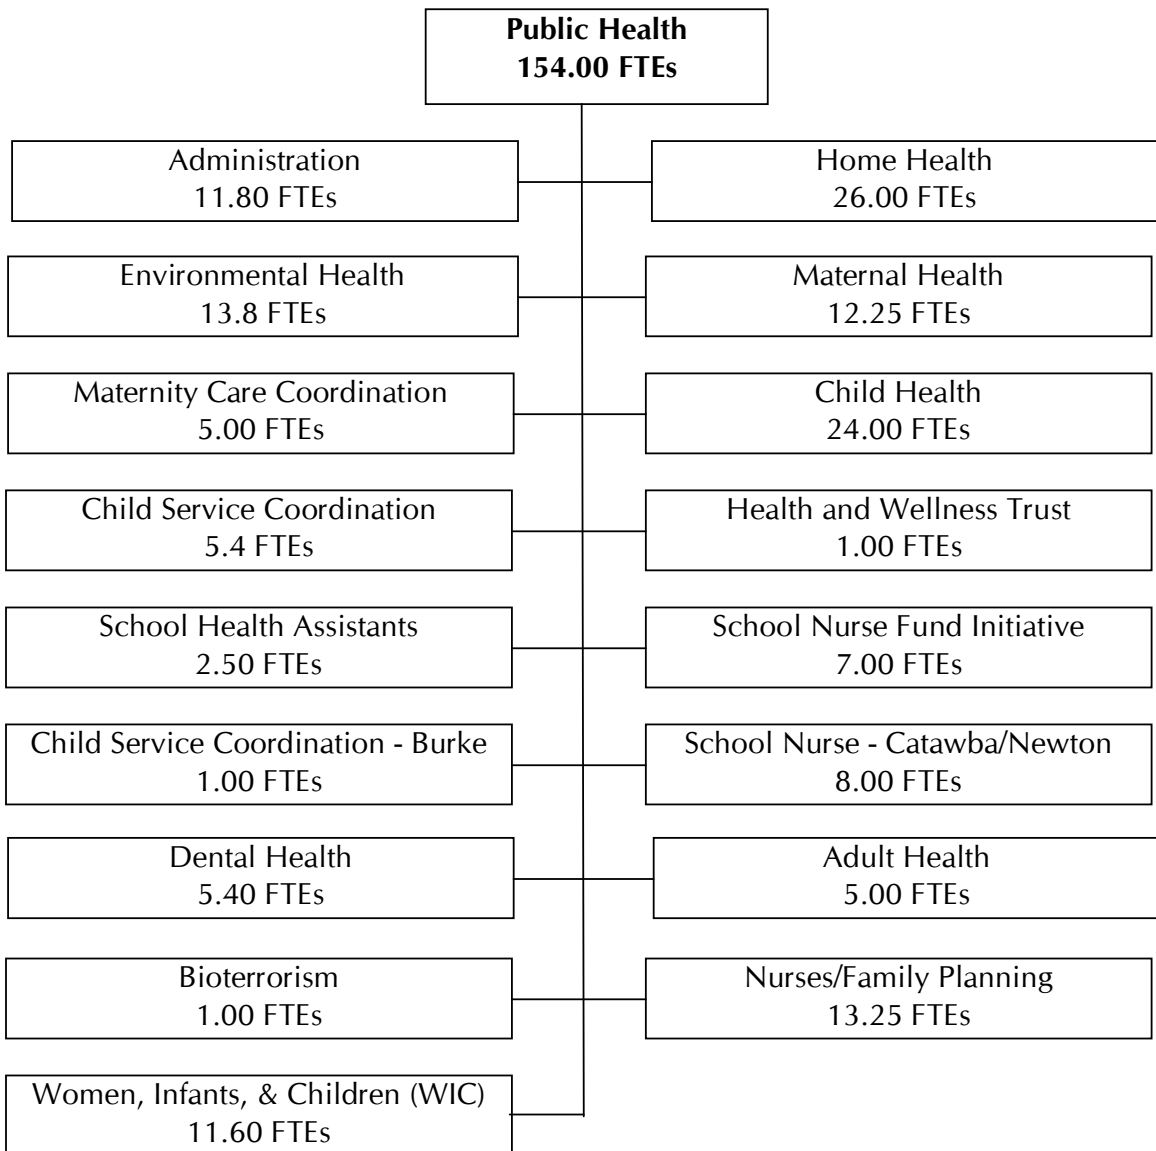 Public Health
154.00 FTEs
Administration
11.80 FTEs
Home Health
26.00 FTEs
Environmental Health
13.8 FTEs
Maternal Health
12.25 FTEs
Maternity Care Coordination
5.00 FTEs
Child Health
24.00 FTEs
Child Service Coordination
5.4 FTEs
Health and Wellness Trust
1.00 FTEs
School Health Assistants
2.50 FTEs
School Nurse Fund Initiative
7.00 FTEs
Child Service Coordination - Burke
1.00 FTEs
School Nurse - Catawba/Newton
8.00 FTEs
Dental Health
5.40 FTEs
Adult Health
5.00 FTEs
Bioterrorism
1.00 FTEs
Nurses/Family Planning
13.25 FTEs
Women, Infants, & Children (WIC)
11.60 FTEs